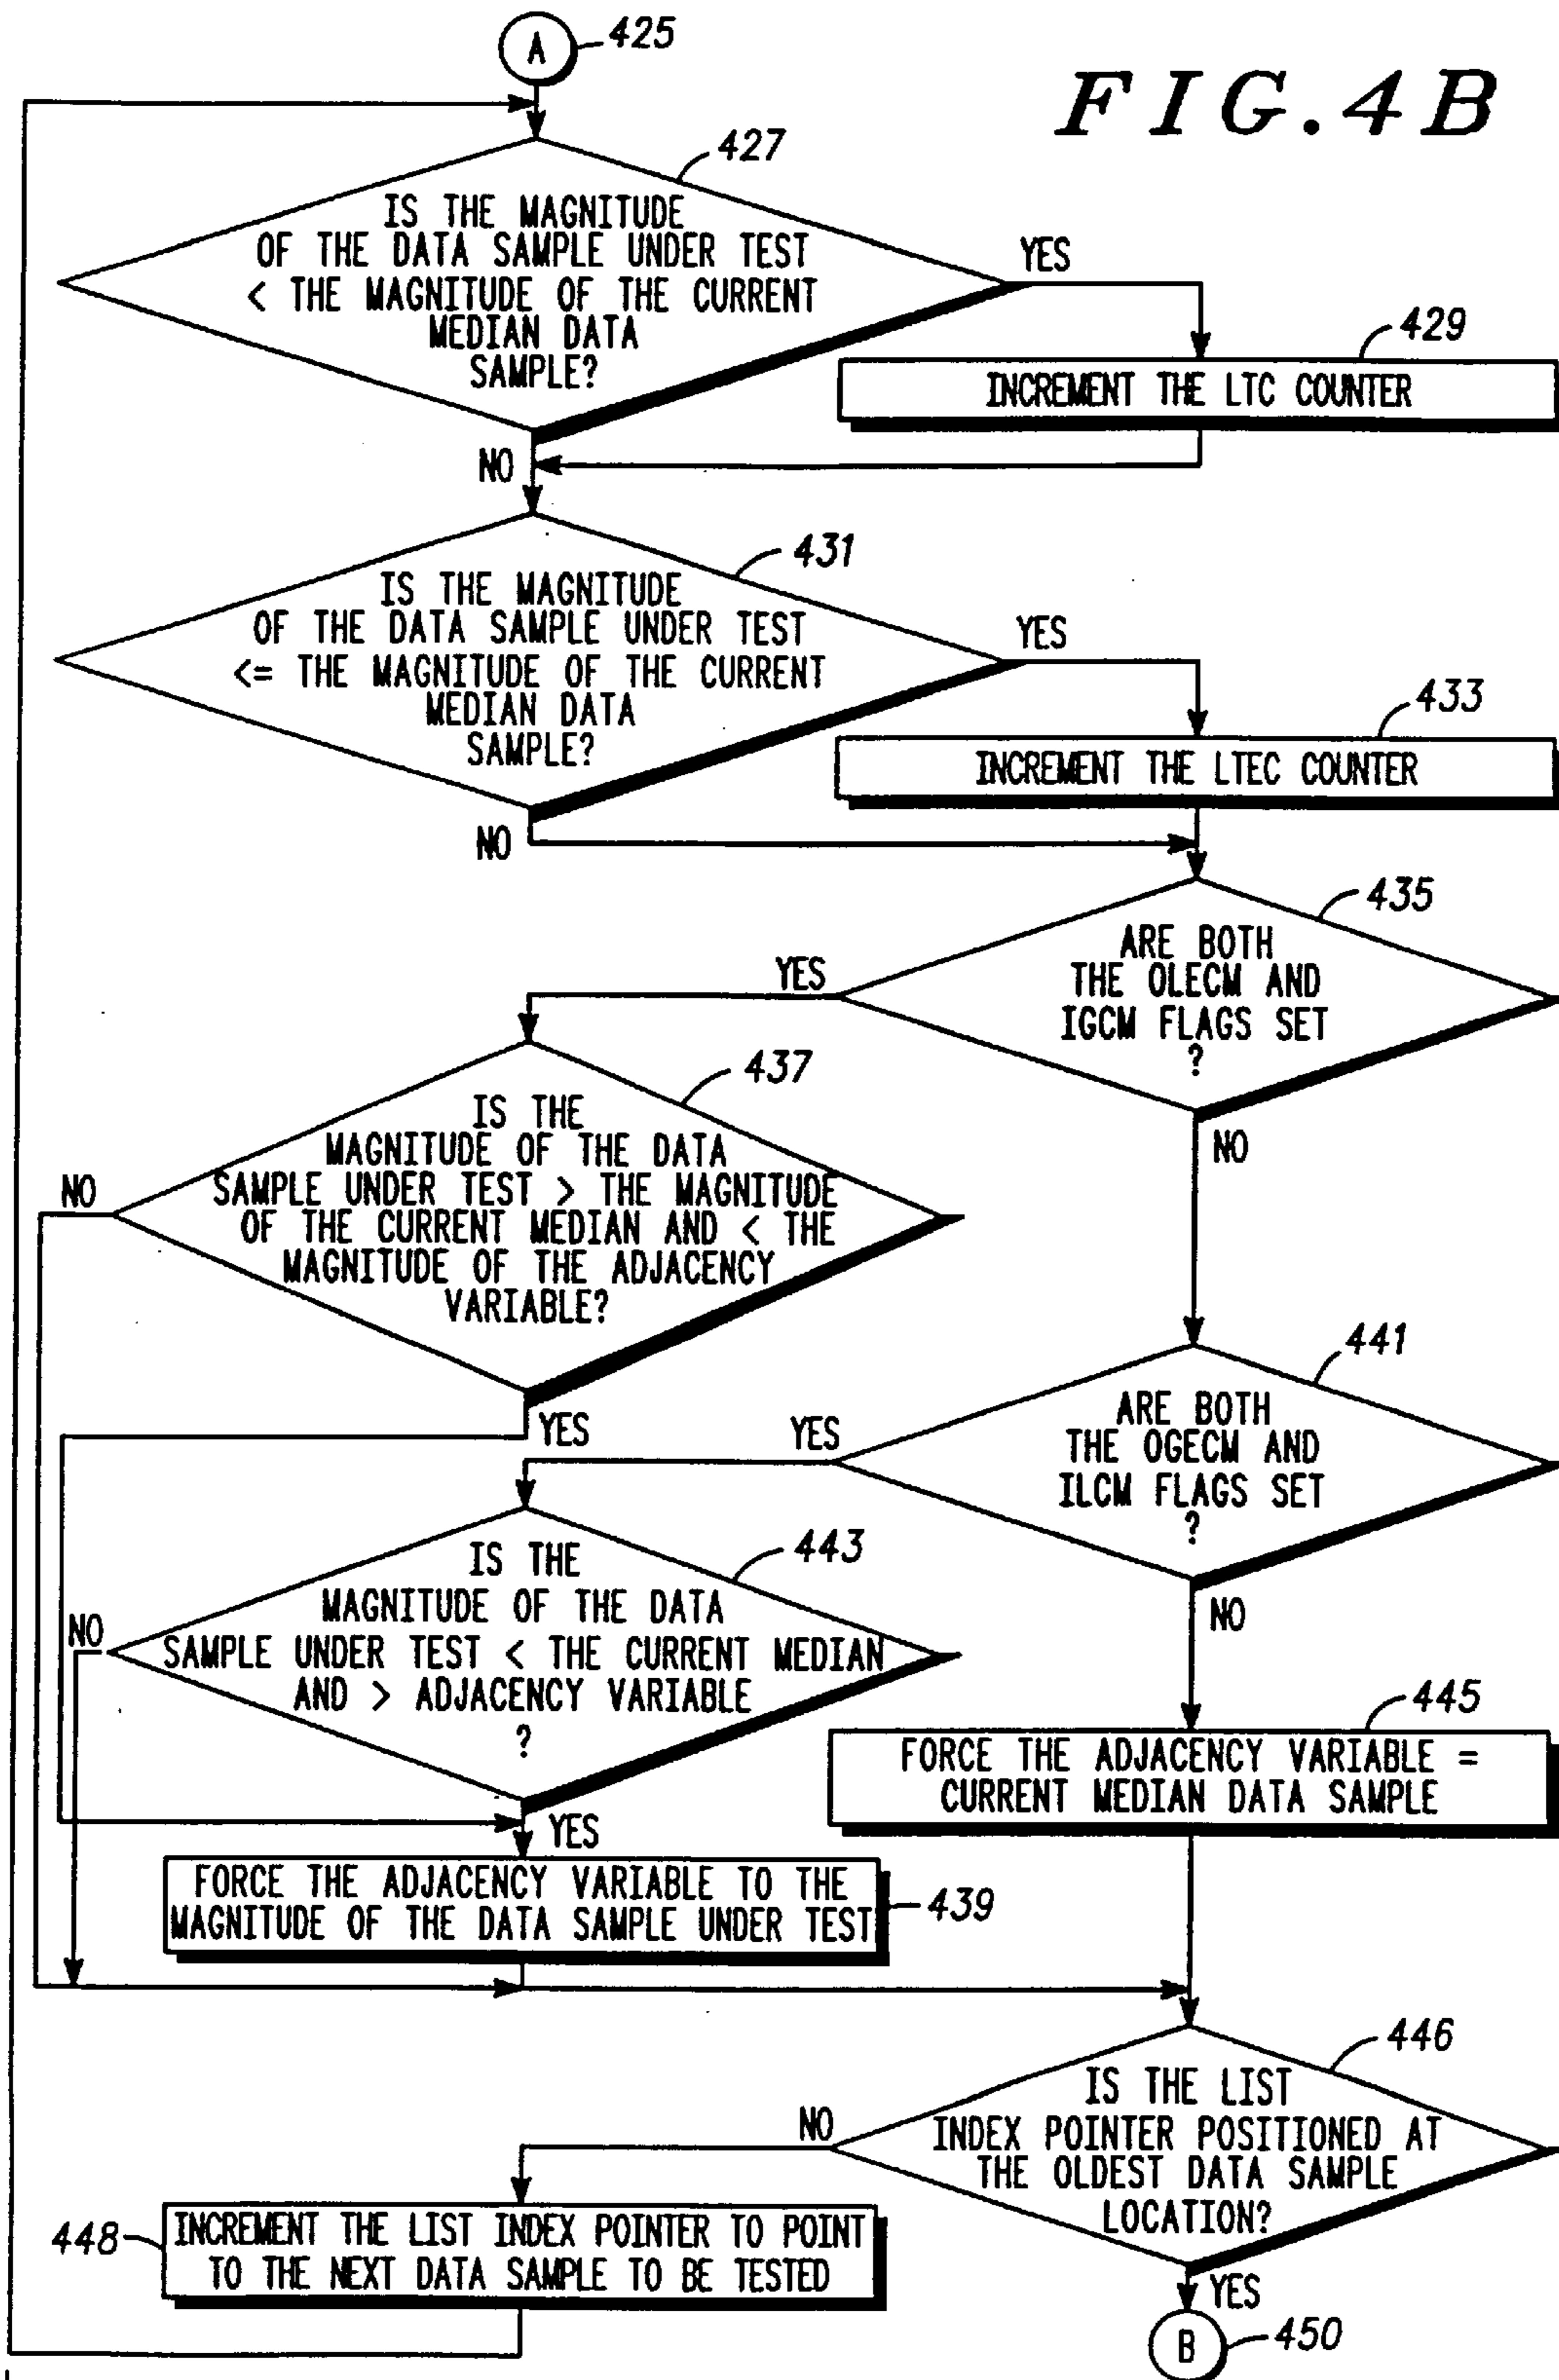 A
425
FIG.4B
427
IS THE MAGNITUDE
OF THE DATA SAMPLE UNDER TEST
< THE MAGNITUDE OF THE CURRENT
MEDIAN DATA
SAMPLE?
YES
429
INCREMENT THE LTC COUNTER
NO
431
IS THE MAGNITUDE
OF THE DATA SAMPLE UNDER TEST
<= THE MAGNITUDE OF THE CURRENT
MEDIAN DATA
SAMPLE?
YES
433
INCREMENT THE LTEC COUNTER
NO
435
ARE BOTH
THE OLECM AND
IGCM FLAGS SET
?
YES
NO
437
IS THE
MAGNITUDE OF THE DATA
SAMPLE UNDER TEST > THE MAGNITUDE
OF THE CURRENT MEDIAN AND < THE
MAGNITUDE OF THE ADJACENCY
VARIABLE?
NO
YES
441
ARE BOTH
THE OGECM AND
ILCM FLAGS SET
?
YES
NO
443
IS THE
MAGNITUDE OF THE DATA
SAMPLE UNDER TEST < THE CURRENT MEDIAN
AND > ADJACENCY VARIABLE
?
NO
YES
445
FORCE THE ADJACENCY VARIABLE =
CURRENT MEDIAN DATA SAMPLE
FORCE THE ADJACENCY VARIABLE TO THE
MAGNITUDE OF THE DATA SAMPLE UNDER TEST
439
446
IS THE LIST
INDEX POINTER POSITIONED AT
THE OLDEST DATA SAMPLE
LOCATION?
NO
YES
448
INCREMENT THE LIST INDEX POINTER TO POINT
TO THE NEXT DATA SAMPLE TO BE TESTED
B
450